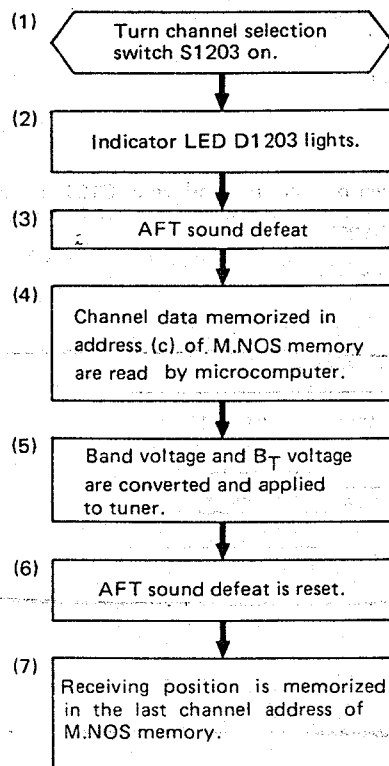 (1)
Turn channel selection
switch S1203 on.
(2)
Indicator LED D1203 lights.
(3)
AFT sound defeat
(4)
Channel data memorized in
address (c) of M.NOS memory
are read by microcomputer.
(5)
Band voltage and BT voltage
are converted and applied
to tuner.
(6)
AFT sound defeat is reset.
(7)
Receiving position is memorized
in the last channel address of
M.NOS memory.